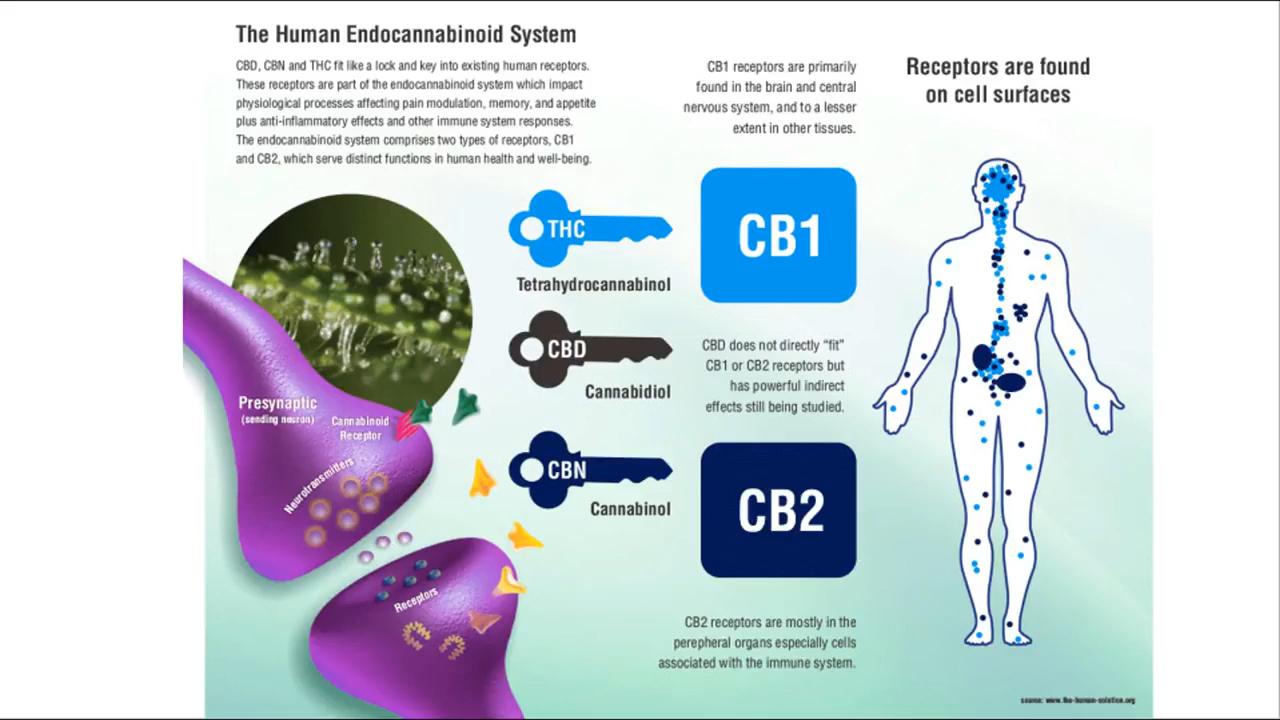 The Human Endocannabinoid System
CBD, CBN and THC fit like a lock and key into existing human receptors.
These receptors are part of the endocannabinoid system which impact
physiological processes affecting pain modulation, memory, and appetite
plus anti-inflammatory effects and other immune system responses.
The endocannabinoid system comprises two types of receptors, CB1
and CB2, which serve distinct functions in human health and well-being.
CB1 receptors are primarily
found in the brain and central
nervous system, and to a lesser
extent in other tissues.
Receptors are found
on cell surfaces
THC
Tetrahydrocannabinol
CB1
CBD
Cannabidiol
CBD does not directly “fit”
CB1 or CB2 receptors but
has powerful indirect
effects still being studied.
CBN
Cannabinol
CB2
CB2 receptors are mostly in the
perepheral organs especially cells
associated with the immune system.
Presynaptic
(sending neuron)
Cannabinoid
Receptor
Neurotransmitters
Receptors
source: www.the-human-solution.org